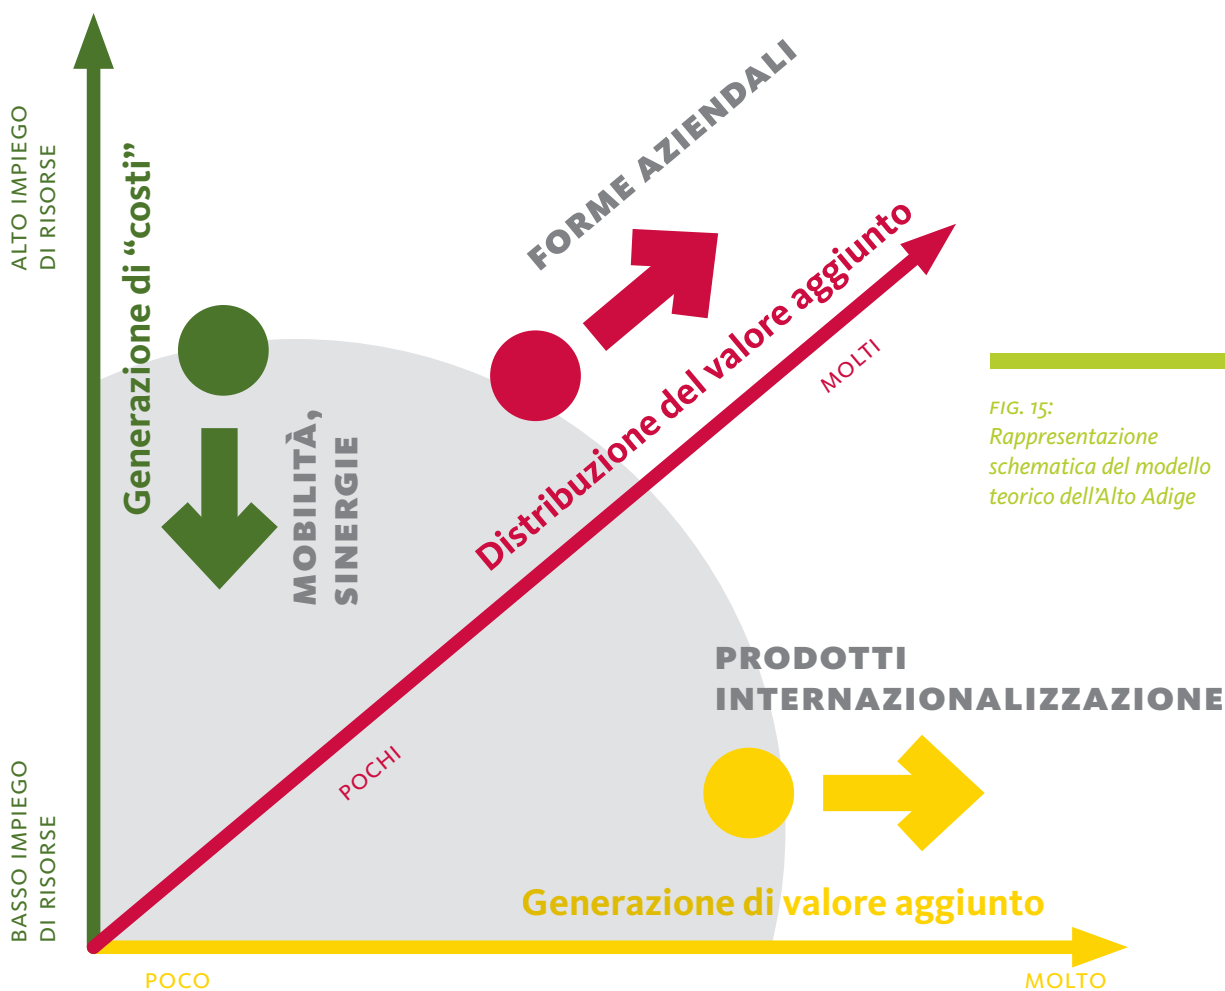 ALTO IMPIEGO
DI RISORSE
Generazione di “costi”
MOBILITÀ,
SINERGIE
BASSO IMPIEGO
DI RISORSE
FORME AZIENDALI
Distribuzione del valore aggiunto
MOLTI
POCHI
FIG. 15:
Rappresentazione
schematica del modello
teorico dell’Alto Adige
PRODOTTI
INTERNAZIONALIZZAZIONE
Generazione di valore aggiunto
POCO
MOLTO